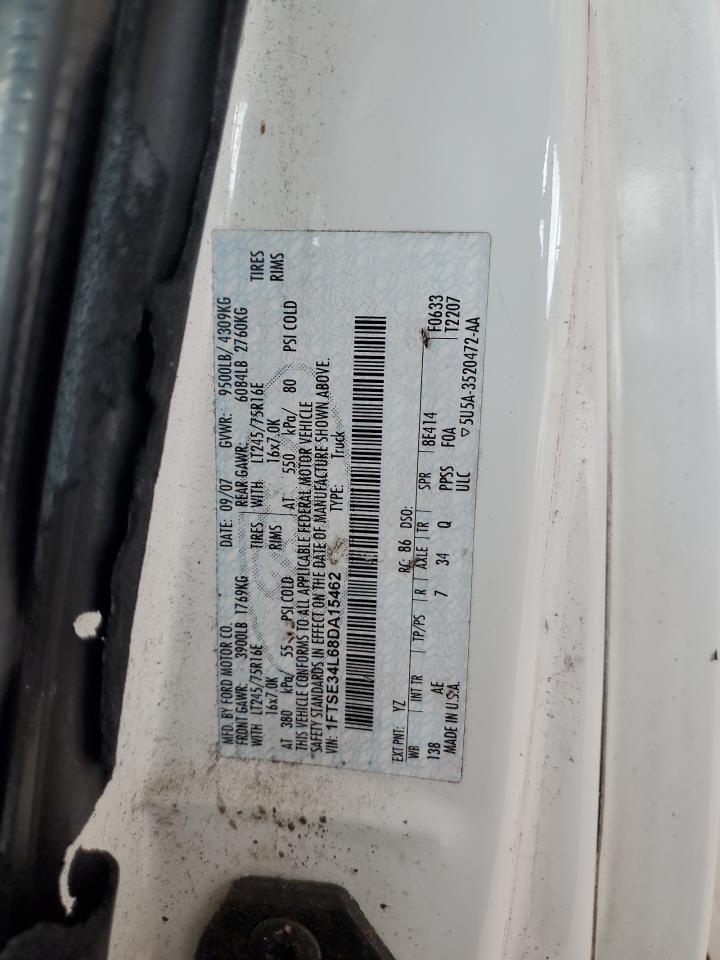 MFD. BY FORD MOTOR CO.
DATE: 09/07 GVWR: 9500LB/ 4309KG
FRONT GAWR: 3900LB 1769KG REAR GAWR: 6084LB 2760KG
WITH LT245/75R16E TIRES WITH: LT245/75R16E TIRES
16x7.0K RIMS 16x7.0K RIMS
AT 380 kPa/ 55 PSI COLD AT 550 kPa/ 80 PSI COLD
THIS VEHICLE CONFORMS TO ALL APPLICABLE FEDERAL MOTOR VEHICLE
SAFETY STANDARDS IN EFFECT ON THE DATE OF MANUFACTURE SHOWN ABOVE.
VIN: 1FTSE34L68DA15462 TYPE: Truck
EXT PNT: YZ RC: 86 DSO: F0633
WB INT TR TP/PS R AXLE TR SPR 8E414 T2207
138 AE 7 34 Q PPSS F0A
MADE IN U.S.A. ULC ▽5U5A-3520472-AA